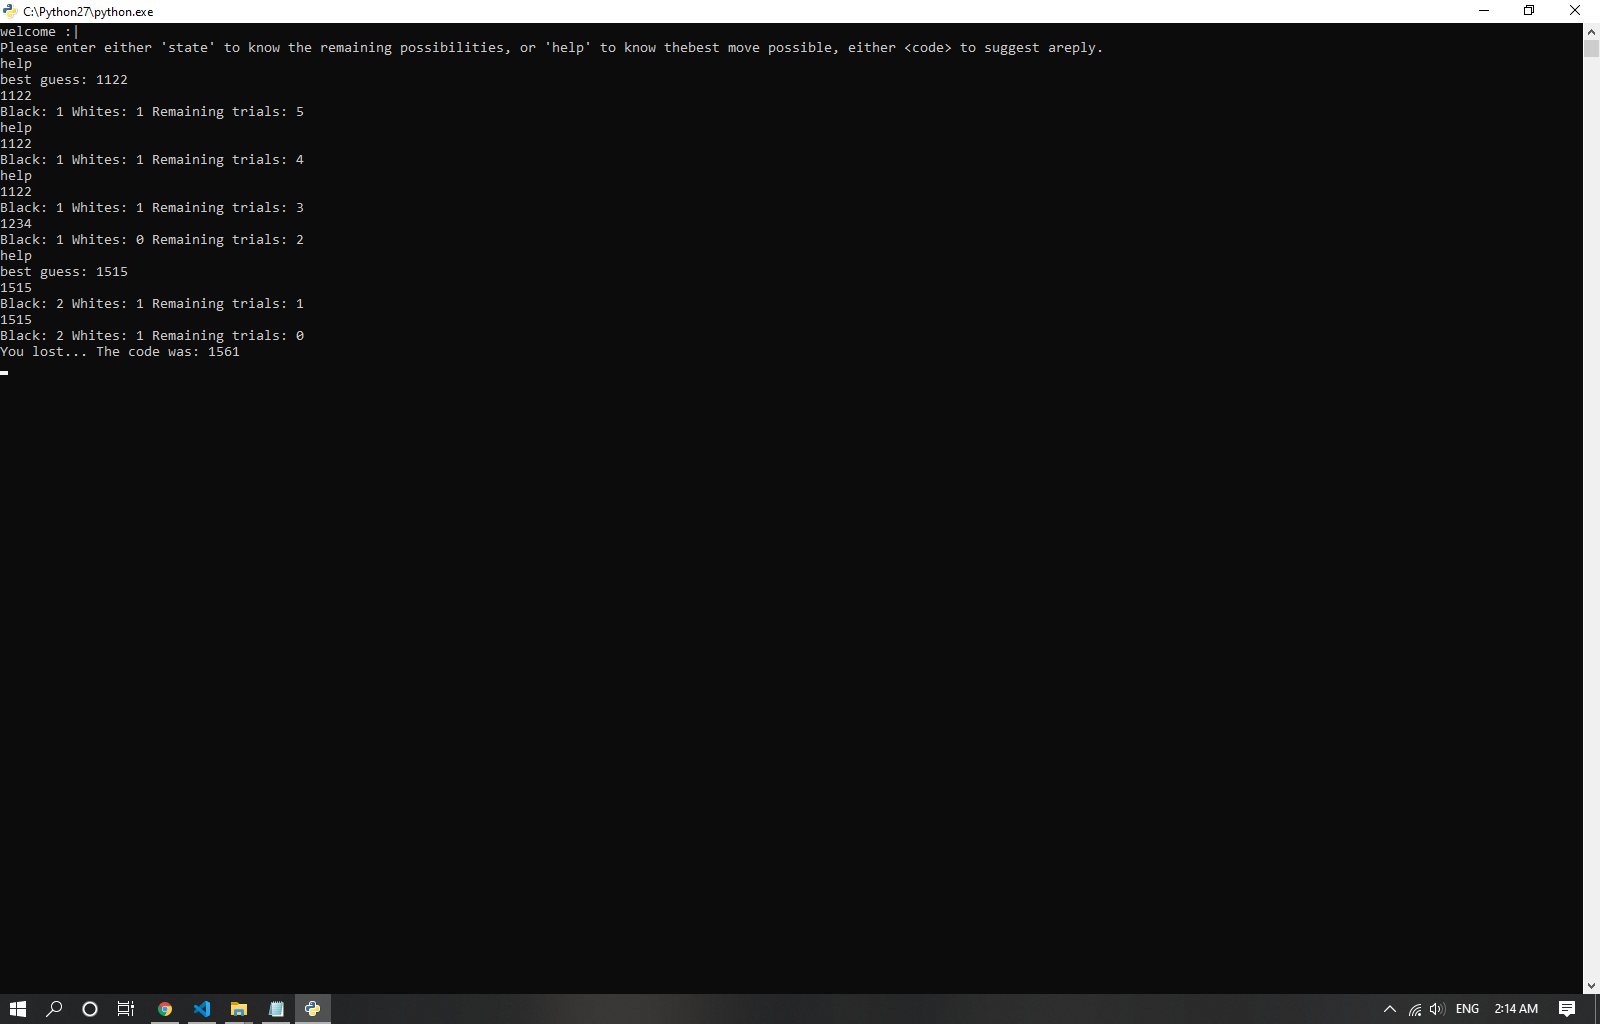 C:\Python27\python.exe
welcome :|
Please enter either 'state' to know the remaining possibilities, or 'help' to know thebest move possible, either <code> to suggest areply.
help
best guess: 1122
1122
Black: 1 Whites: 1 Remaining trials: 5
help
1122
Black: 1 Whites: 1 Remaining trials: 4
help
1122
Black: 1 Whites: 1 Remaining trials: 3
1234
Black: 1 Whites: 0 Remaining trials: 2
help
best guess: 1515
1515
Black: 2 Whites: 1 Remaining trials: 1
1515
Black: 2 Whites: 1 Remaining trials: 0
You lost... The code was: 1561
ENG 2:14 AM